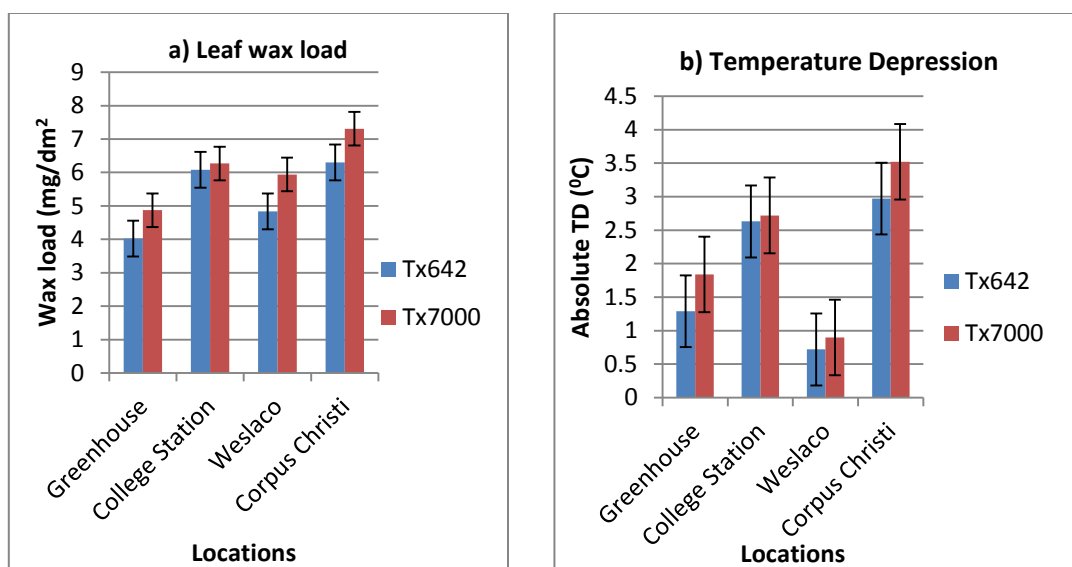 a) Leaf wax load
Wax load (mg/dm²)
9
8
7
6
5
4
3
2
1
0
Greenhouse
College Station
Weslaco
Corpus Christi
Locations
Tx642
Tx7000
b) Temperature Depression
Absolute TD (⁰C)
4.5
4
3.5
3
2.5
2
1.5
1
0.5
0
Greenhouse
College Station
Weslaco
Corpus Christi
Locations
Tx642
Tx7000